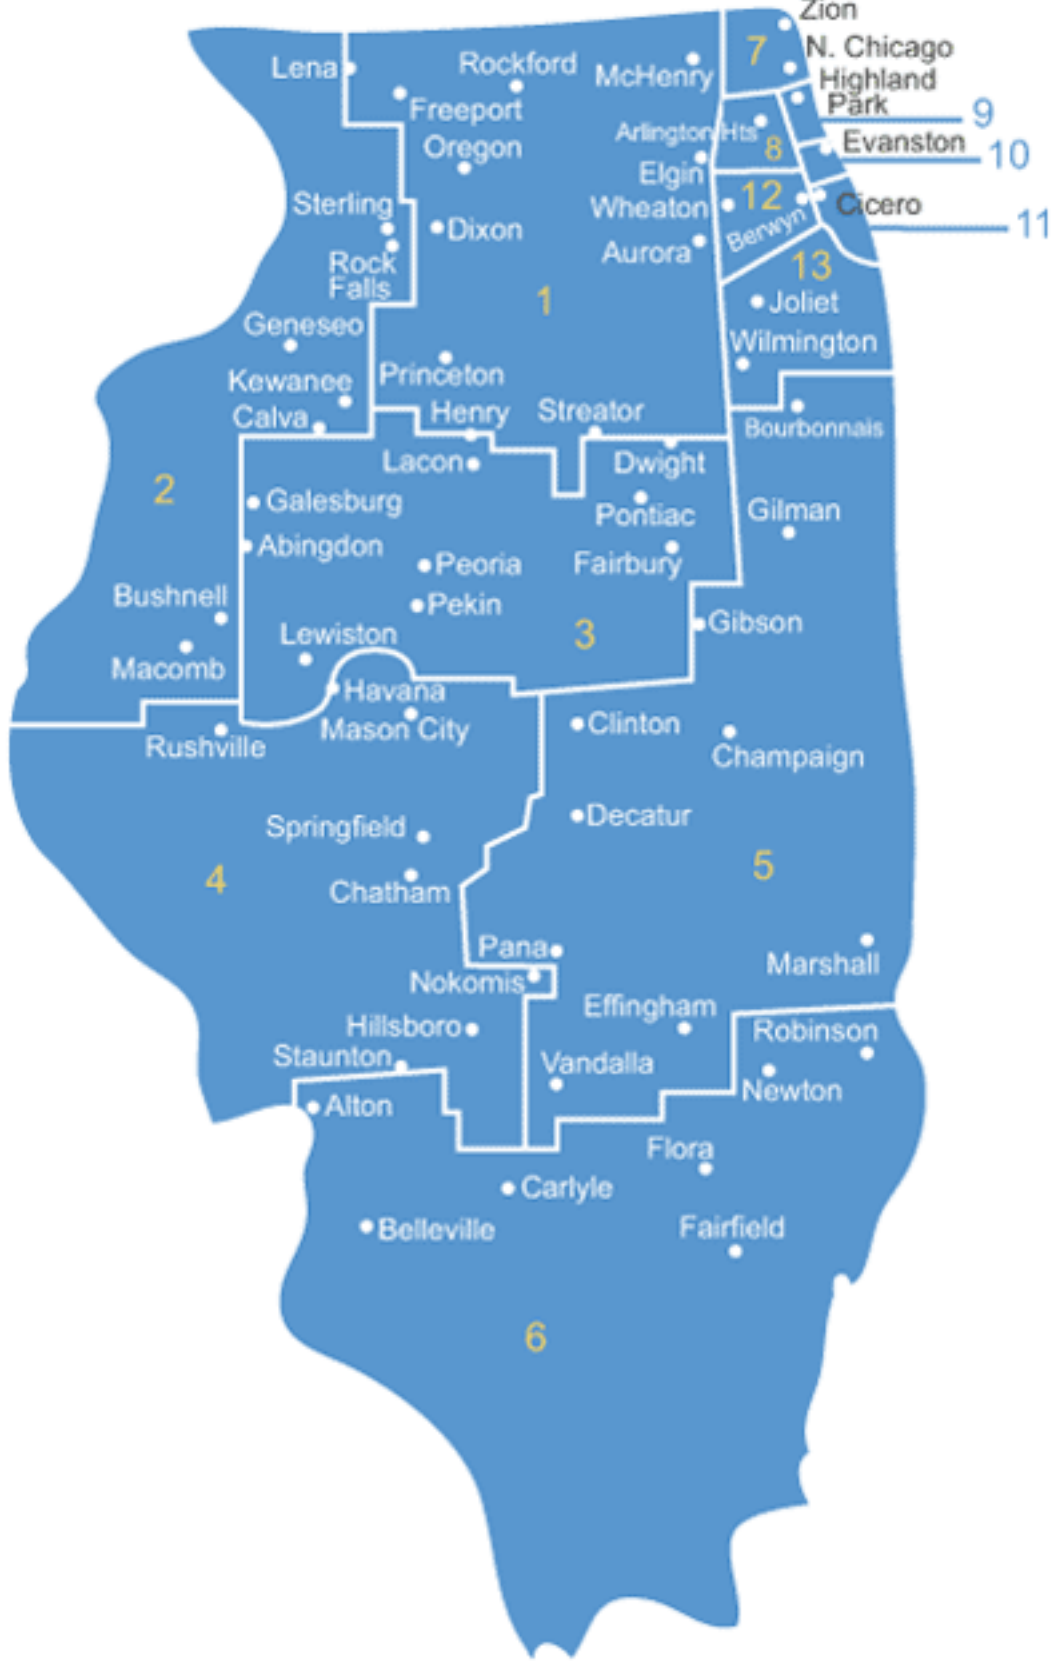 Zion
7
N. Chicago
Lena
Rockford
McHenry
Highland
Park
9
Freeport
Arlington Hts
8
Evanston
10
Oregon
Elgin
Sterling
Wheaton
12
Cicero
11
Dixon
Berwyn
Rock
Falls
Aurora
13
1
Joliet
Geneseo
Wilmington
Princeton
Kewanee
Calva
Henry
Streator
Bourbonnais
Lacon
Dwight
2
Galesburg
Pontiac
Gilman
Abingdon
Peoria
Fairbury
Bushnell
Pekin
3
Gibson
Lewiston
Macomb
Havana
Mason City
Clinton
Rushville
Champaign
Springfield
Decatur
4
Chatham
5
Pana
Marshall
Nokomis
Effingham
Hillsboro
Robinson
Staunton
Vandalla
Newton
Alton
Flora
Carlyle
Belleville
Fairfield
6